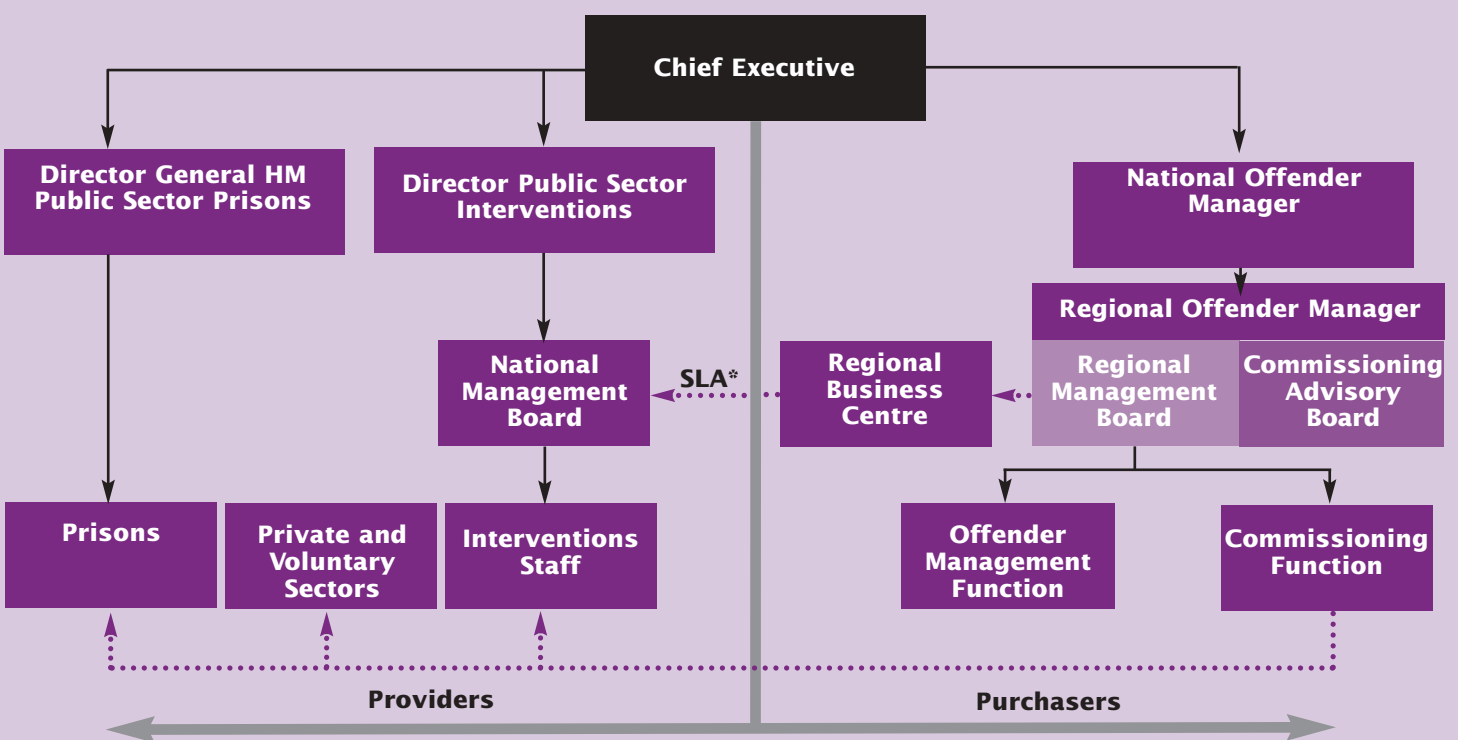 Chief Executive
Director General HM
Public Sector Prisons
Director Public Sector
Interventions
National Offender
Manager
Regional Offender Manager
National
Management
Board
SLA*
Regional
Business
Centre
Regional
Management
Board
Commissioning
Advisory
Board
Prisons
Private and
Voluntary
Sectors
Interventions
Staff
Offender
Management
Function
Commissioning
Function
Providers
Purchasers